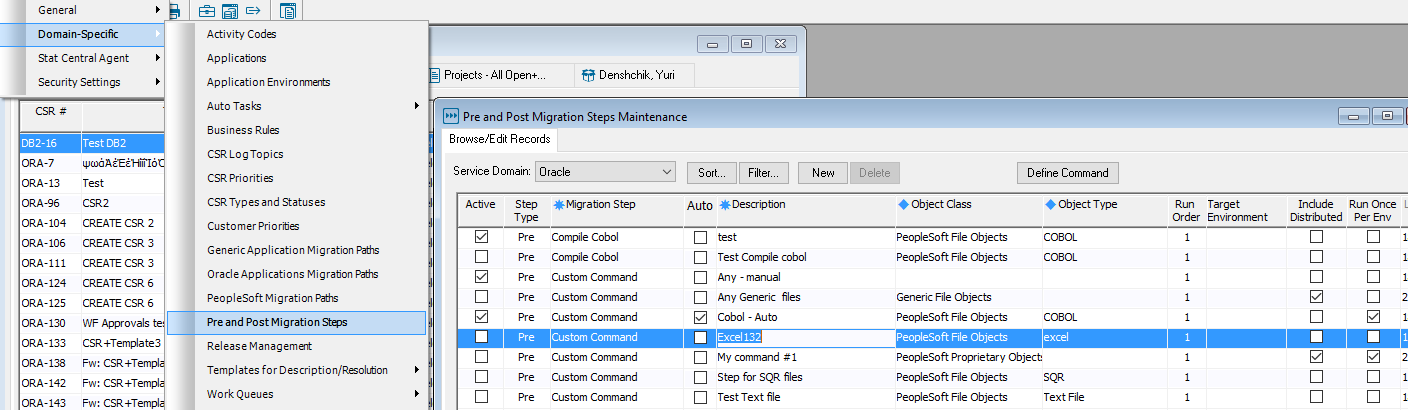 General
Domain-Specific
Stat Central Agent
Security Settings
Activity Codes
Applications
Application Environments
Auto Tasks
Business Rules
CSR Log Topics
CSR Priorities
CSR Types and Statuses
Customer Priorities
Generic Application Migration Paths
Oracle Applications Migration Paths
PeopleSoft Migration Paths
Pre and Post Migration Steps
Release Management
Templates for Description/Resolution
Work Queues
Projects - All Open+...
Denshchik, Yuri
CSR #
DB2-16 Test DB2
ORA-7
ORA-13 Test
ORA-96 CSR2
ORA-104 CREATE CSR 2
ORA-106 CREATE CSR 3
ORA-111 CREATE CSR 3
ORA-124 CREATE CSR 6
ORA-125 CREATE CSR 6
ORA-130 WF Approvals tes
ORA-133 CSR+Template3
ORA-138 Fw: CSR+Templa
ORA-142 Fw: CSR+Templa
ORA-143 Fw: CSR+Templa
Pre and Post Migration Steps Maintenance
Browse/Edit Records
Service Domain: Oracle Sort... Filter... New Delete Define Command
Active Step Type Migration Step Auto Description Object Class Object Type Run Order Target Environment Include Distributed Run Once Per Env
Pre Compile Cobol test PeopleSoft File Objects COBOL 1
Pre Compile Cobol Test Compile cobol PeopleSoft File Objects COBOL 1
Pre Custom Command Any - manual 1
Pre Custom Command Any Generic files Generic File Objects 1
Pre Custom Command Cobol - Auto PeopleSoft File Objects COBOL 1
Pre Custom Command Excel132 PeopleSoft File Objects excel 1
Pre Custom Command My command #1 PeopleSoft Proprietary Objects 1
Pre Custom Command Step for SQR files PeopleSoft File Objects SQR 1
Pre Custom Command Test Text file PeopleSoft File Objects Text File 1